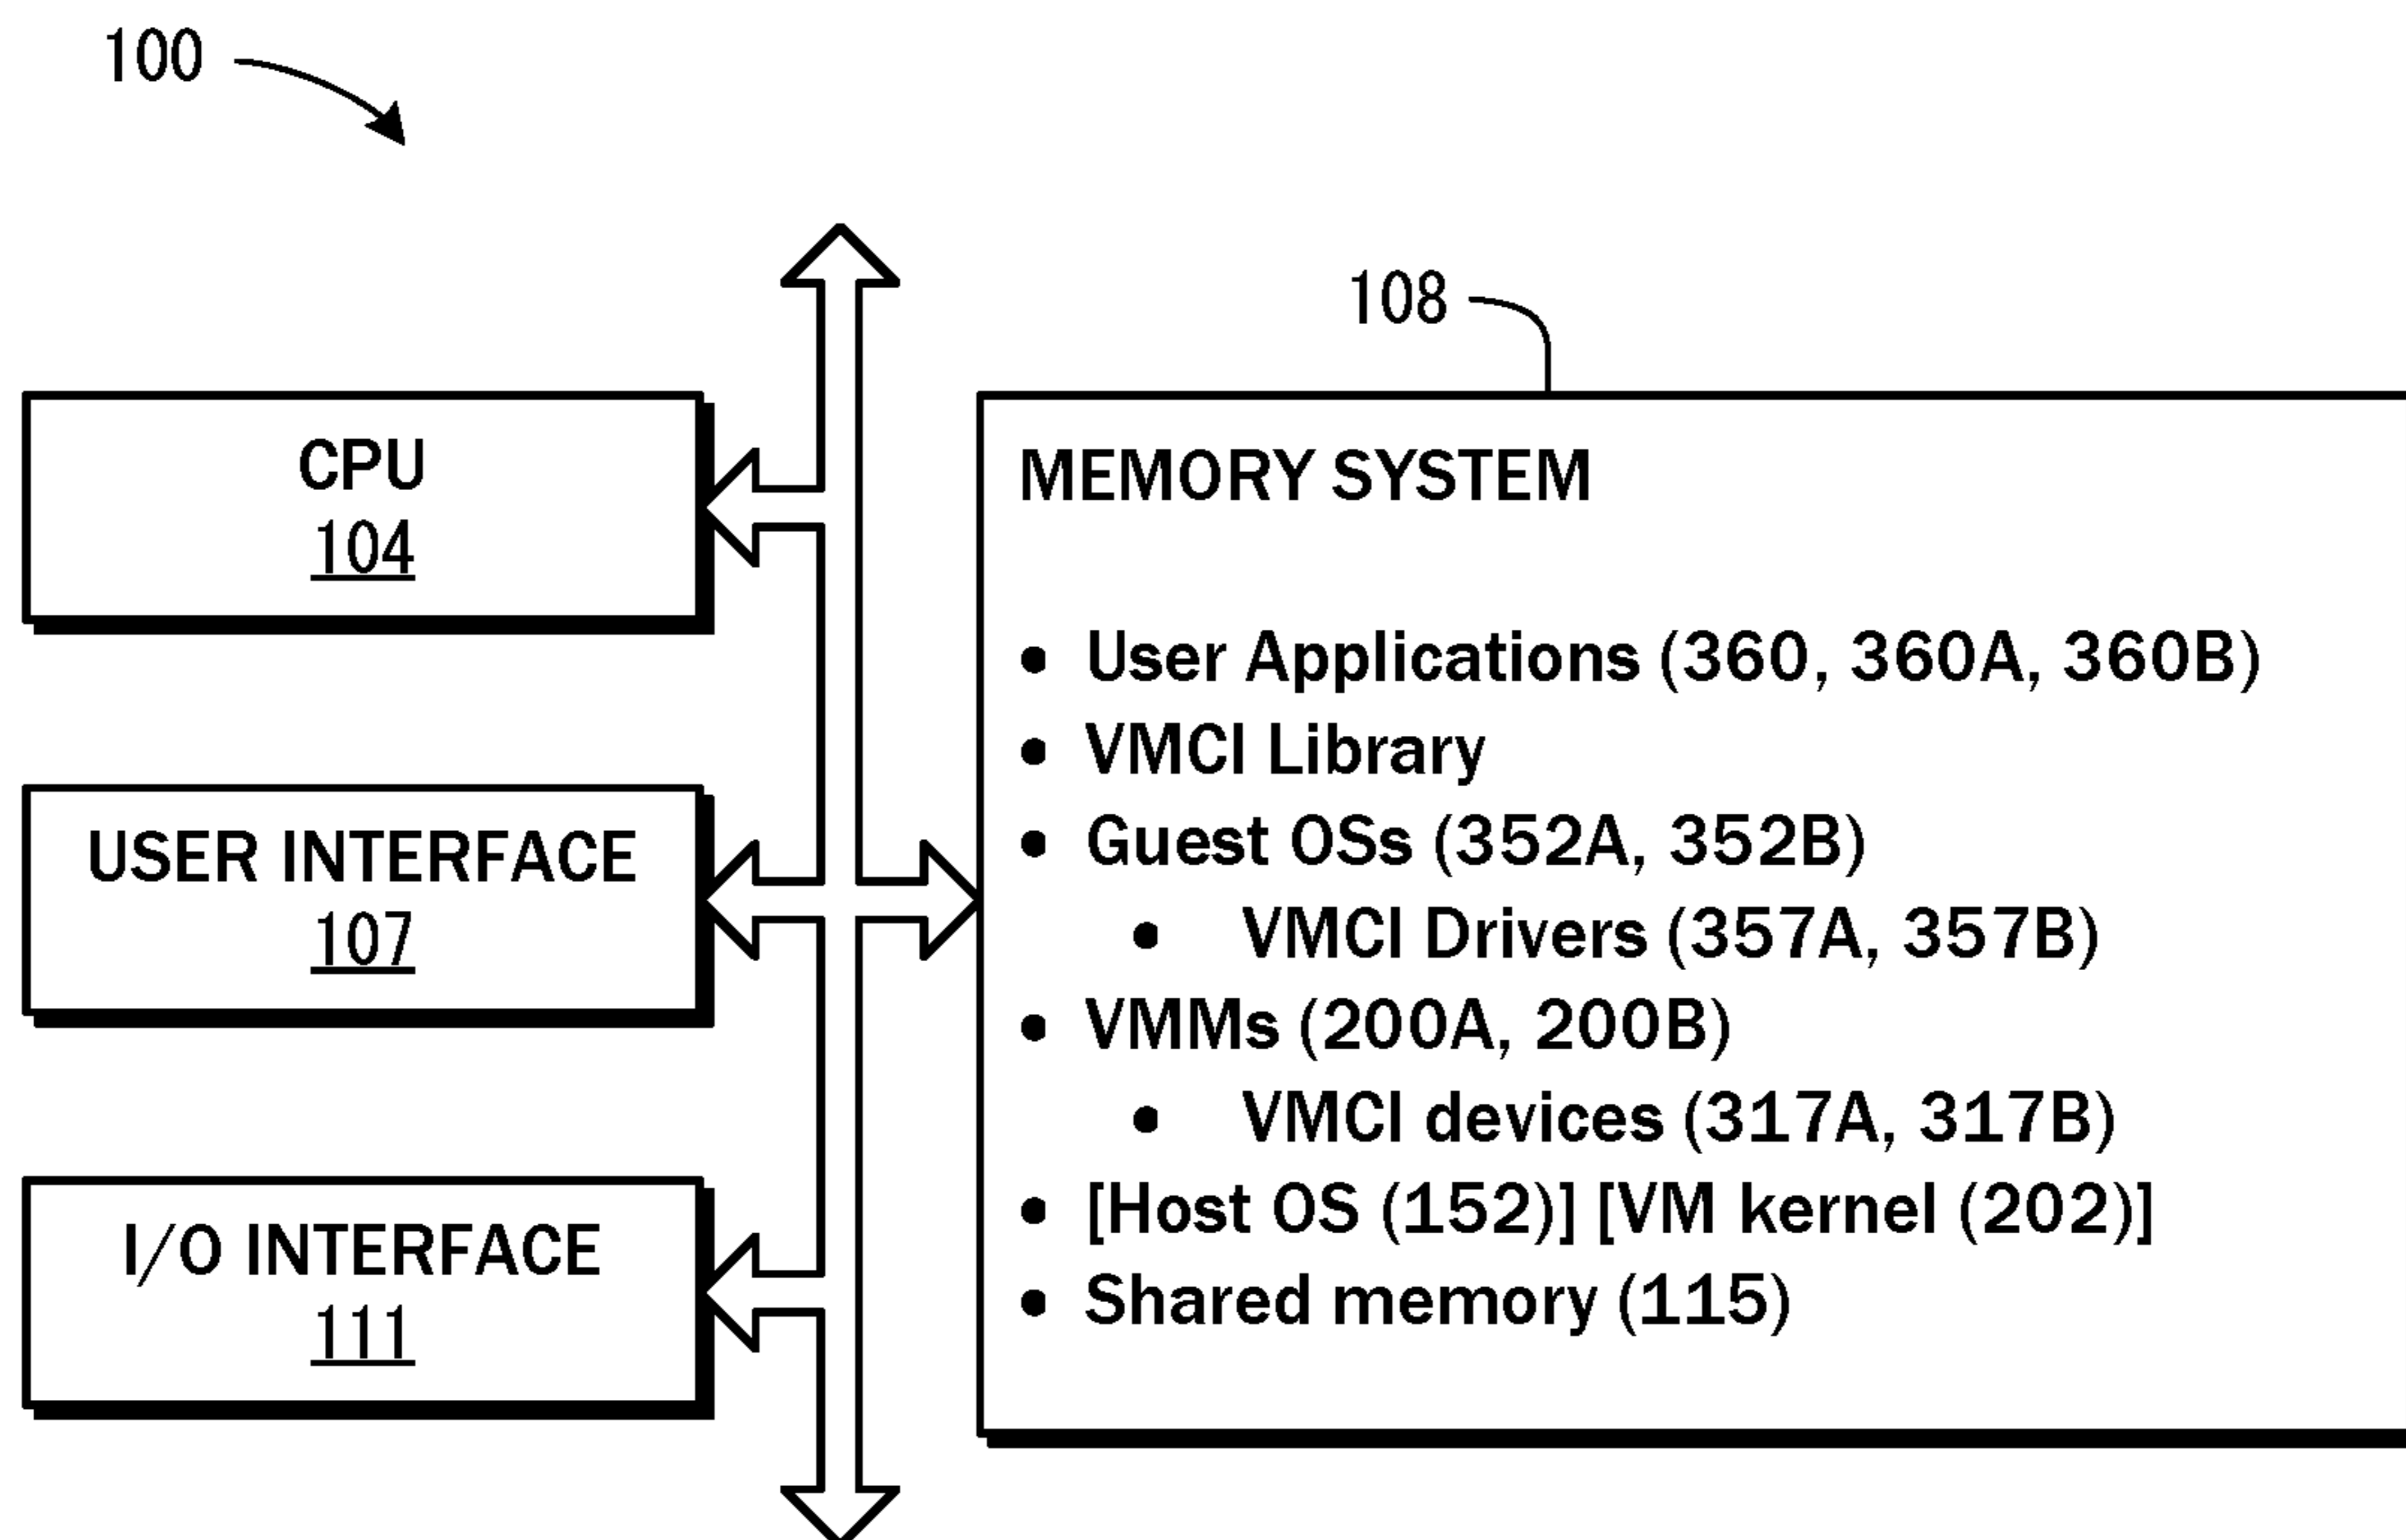 100
108
CPU
104
USER INTERFACE
107
I/O INTERFACE
111
MEMORY SYSTEM
• User Applications (360, 360A, 360B)
• VMCI Library
• Guest OSs (352A, 352B)
• VMCI Drivers (357A, 357B)
• VMMs (200A, 200B)
• VMCI devices (317A, 317B)
• [Host OS (152)] [VM kernel (202)]
• Shared memory (115)